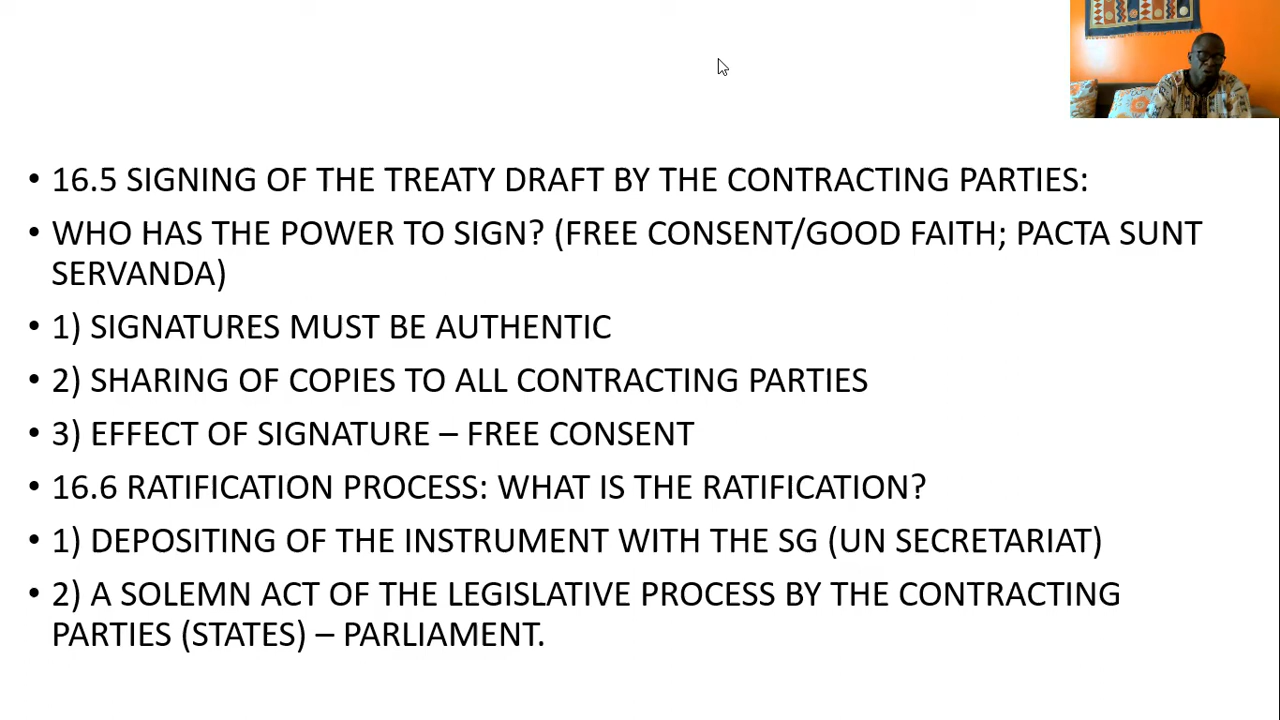 • 16.5 SIGNING OF THE TREATY DRAFT BY THE CONTRACTING PARTIES:
• WHO HAS THE POWER TO SIGN? (FREE CONSENT/GOOD FAITH; PACTA SUNT
SERVANDA)
• 1) SIGNATURES MUST BE AUTHENTIC
• 2) SHARING OF COPIES TO ALL CONTRACTING PARTIES
• 3) EFFECT OF SIGNATURE – FREE CONSENT
• 16.6 RATIFICATION PROCESS: WHAT IS THE RATIFICATION?
• 1) DEPOSITING OF THE INSTRUMENT WITH THE SG (UN SECRETARIAT)
• 2) A SOLEMN ACT OF THE LEGISLATIVE PROCESS BY THE CONTRACTING
PARTIES (STATES) – PARLIAMENT.